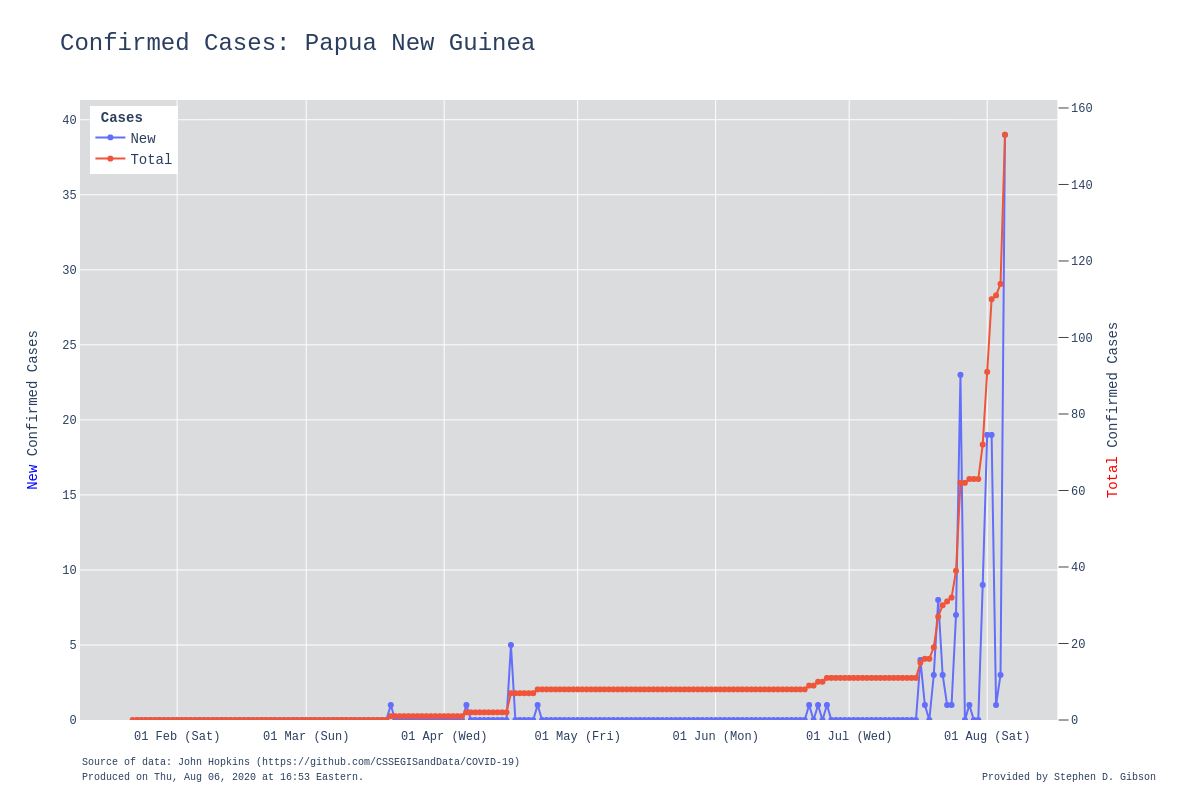 Confirmed Cases: Papua New Guinea
Cases
New
Total
40
35
30
25
20
15
10
5
0
160
140
120
100
80
60
40
20
0
New Confirmed Cases
Total Confirmed Cases
01 Feb (Sat)
01 Mar (Sun)
01 Apr (Wed)
01 May (Fri)
01 Jun (Mon)
01 Jul (Wed)
01 Aug (Sat)
Source of data: John Hopkins (https://github.com/CSSEGISandData/COVID-19)
Produced on Thu, Aug 06, 2020 at 16:53 Eastern.
Provided by Stephen D. Gibson